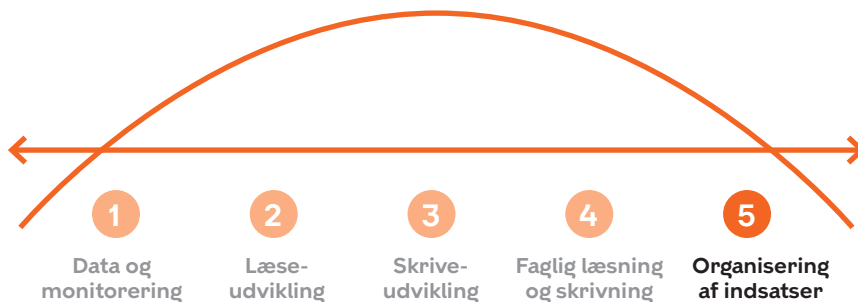 1
Data og
monitorering
2
Læse-
udvikling
3
Skrive-
udvikling
4
Faglig læsning
og skrivning
5
Organisering
af indsatser